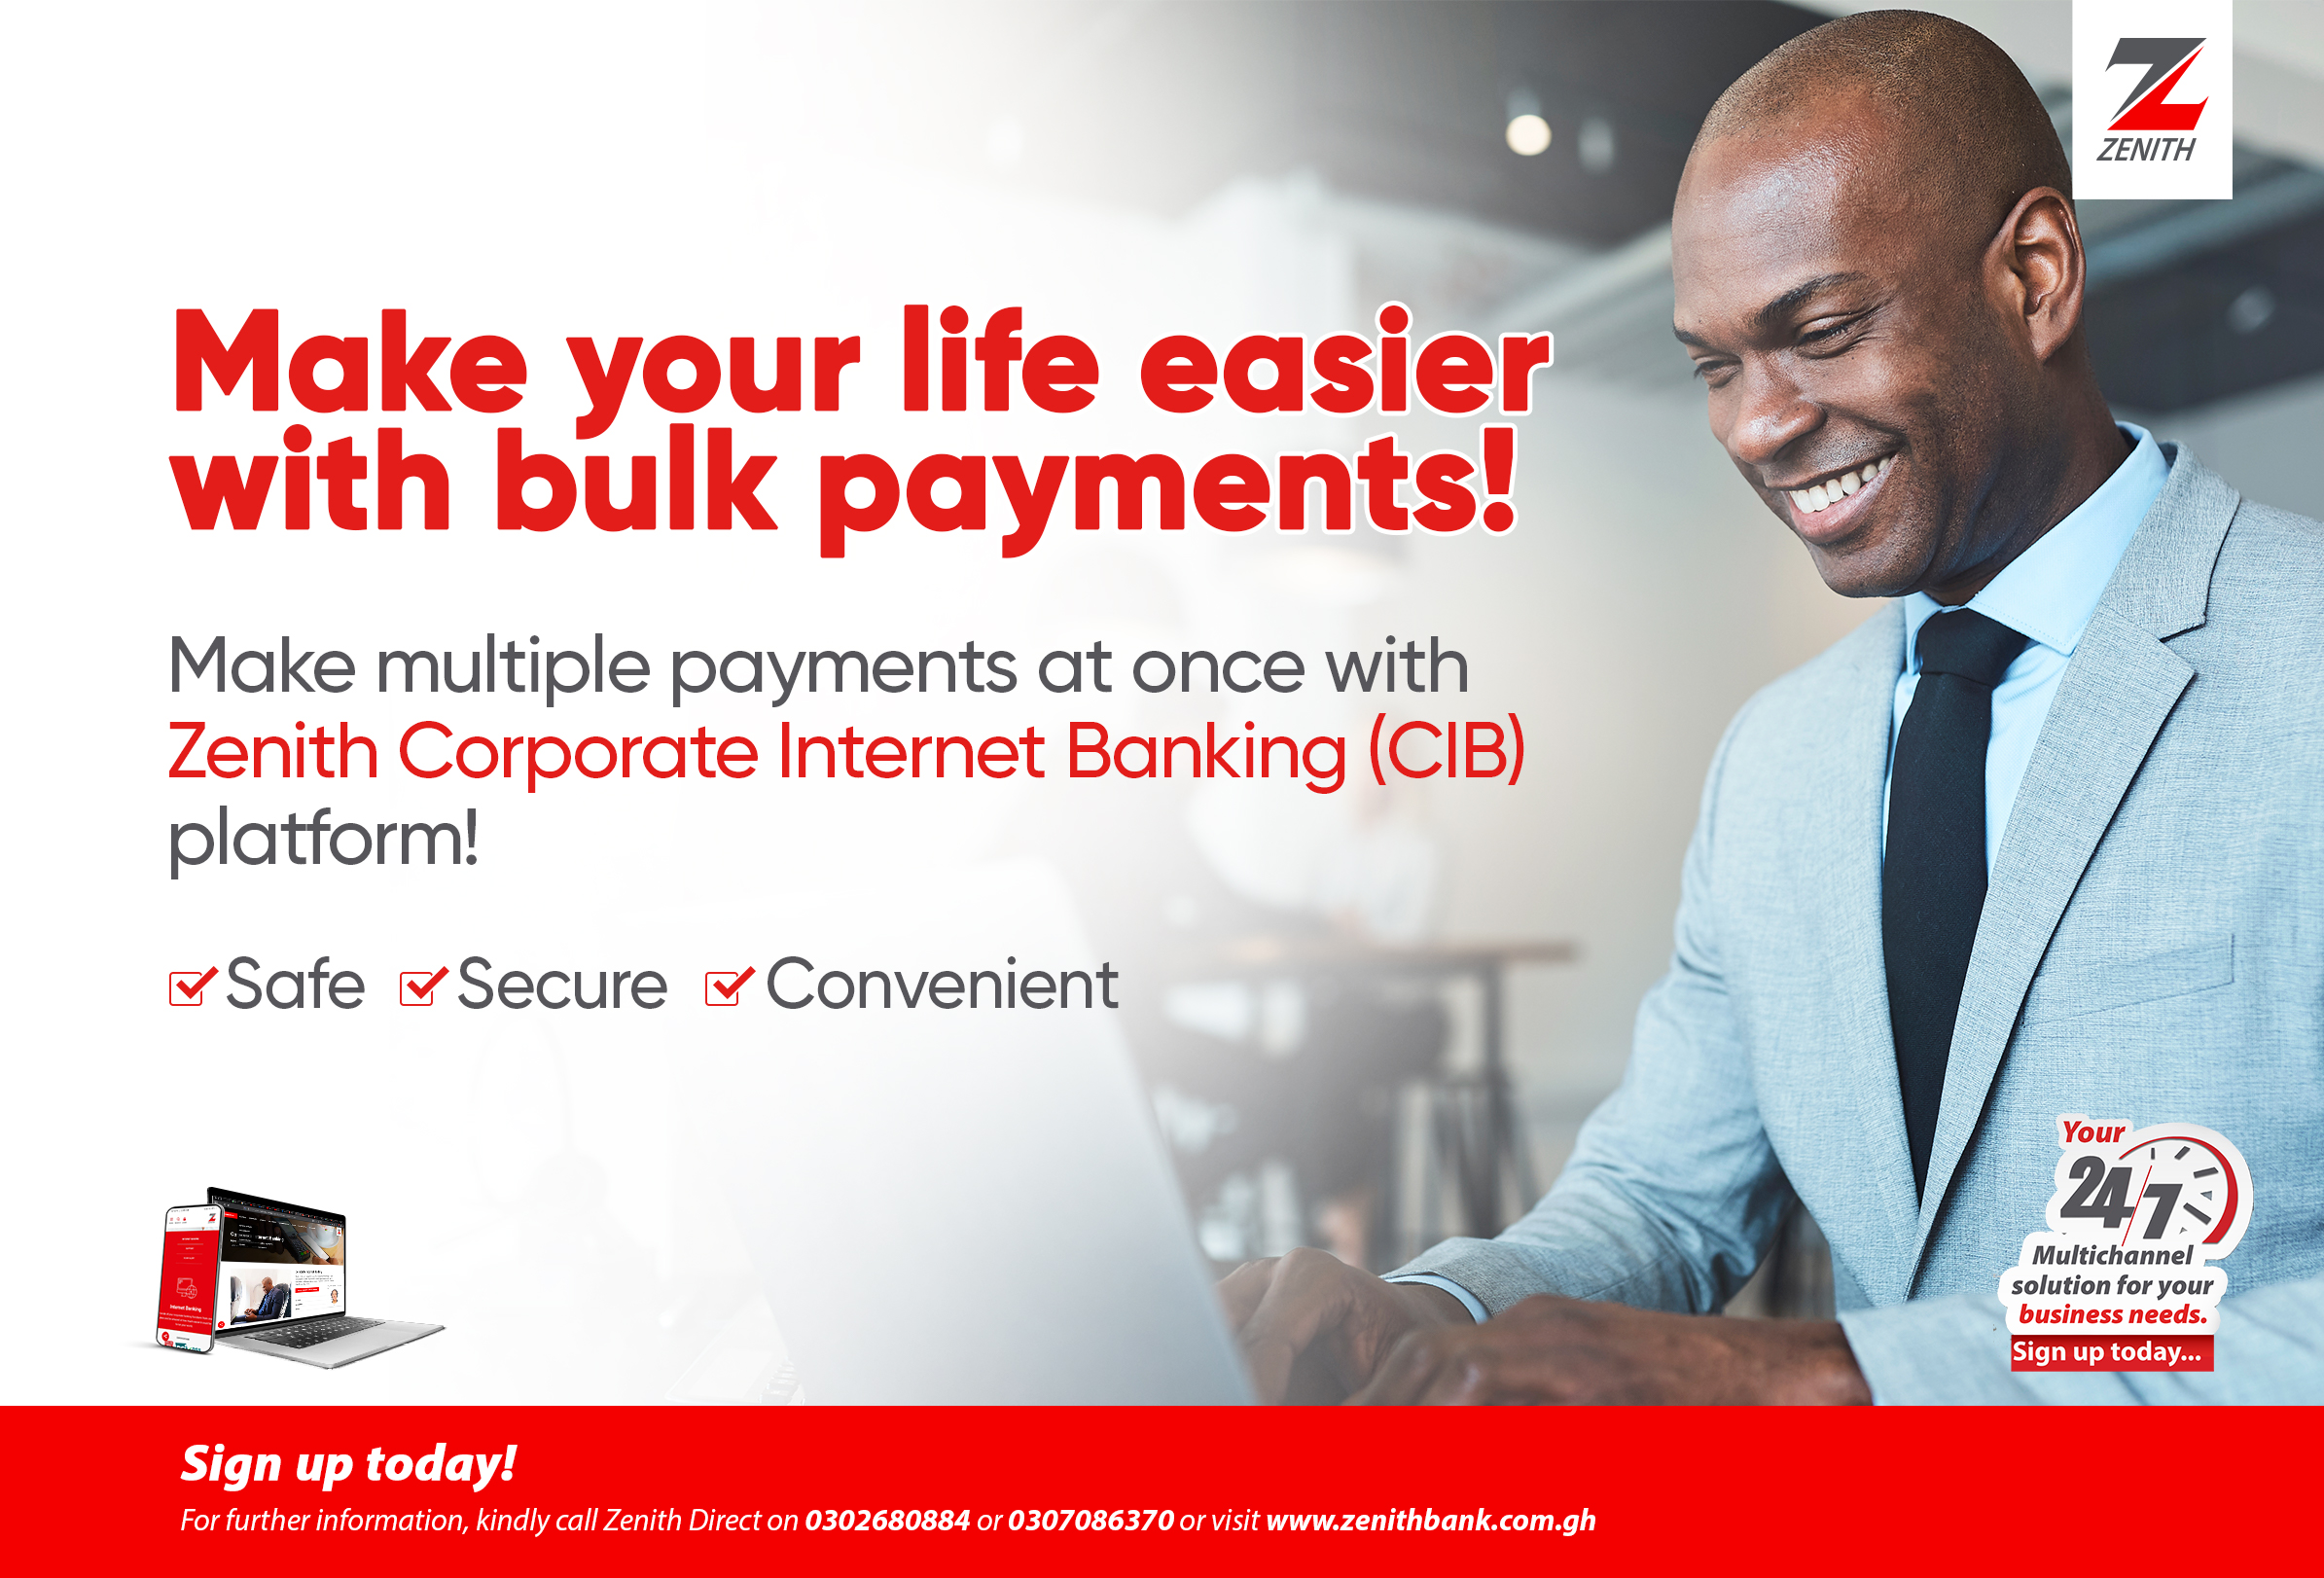 ZENITH
Make your life easier
with bulk payments!
Make multiple payments at once with
Zenith Corporate Internet Banking (CIB)
platform!
Safe Secure Convenient
Your
24/7
Multichannel
solution for your
business needs.
Sign up today...
Internet Banking
Sign up today!
For further information, kindly call Zenith Direct on 0302680884 or 0307086370 or visit www.zenithbank.com.gh